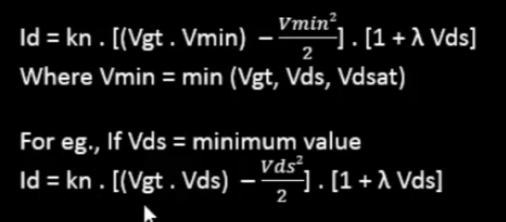 Id = kn . [(Vgt . Vmin) − Vmin²/2] . [1 + λ Vds]
Where Vmin = min (Vgt, Vds, Vdsat)
For eg., If Vds = minimum value
Id = kn . [(Vgt . Vds) − Vds²/2] . [1 + λ Vds]